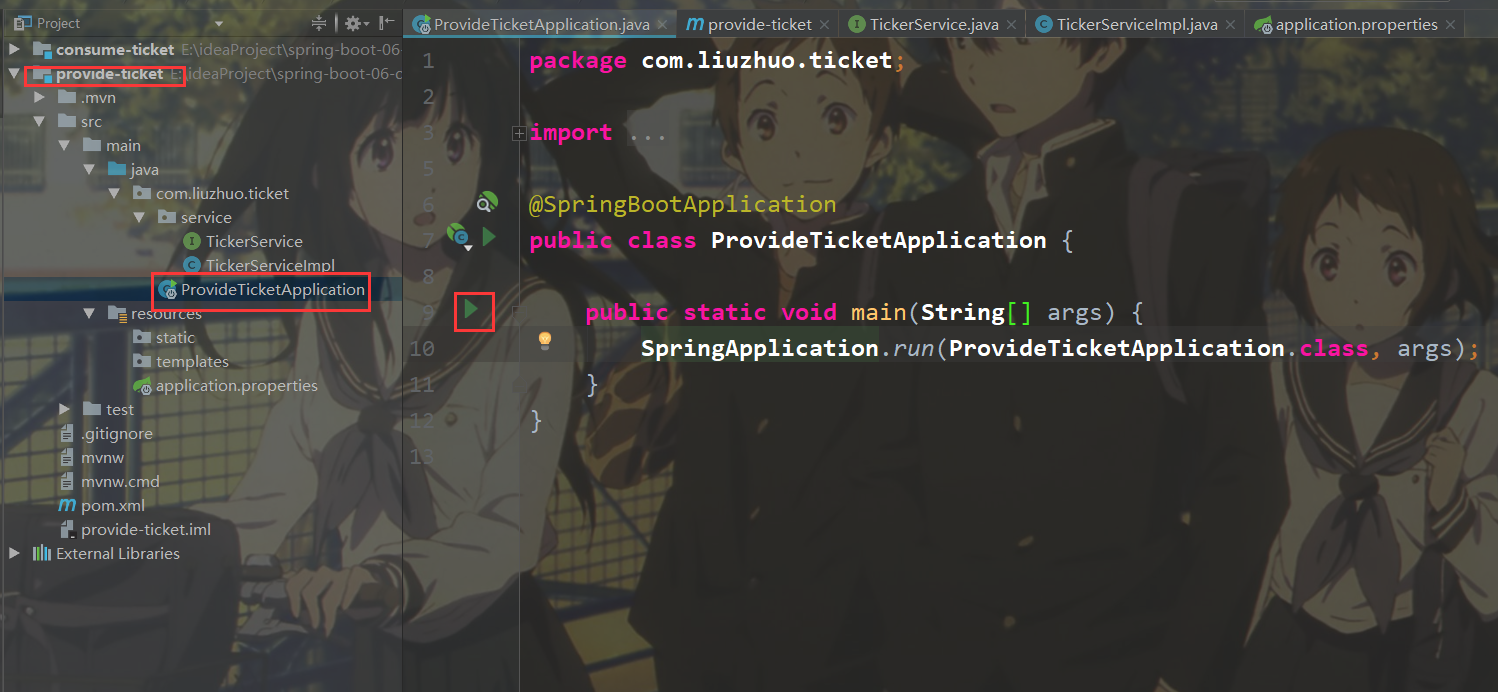 Project
consume-ticket E:\ideaProject\spring-boot-06-
provide-ticket E:\ideaProject\spring-boot-06-c
.mvn
src
main
java
com.liuzhuo.ticket
service
TickerService
TickerServiceImpl
ProvideTicketApplication
resources
static
templates
application.properties
test
.gitignore
mvnw
mvnw.cmd
pom.xml
provide-ticket.iml
External Libraries
ProvideTicketApplication.java provide-ticket TickerService.java TickerServiceImpl.java application.properties
1 package com.liuzhuo.ticket;
2
3 import ...
5
6 @SpringBootApplication
7 public class ProvideTicketApplication {
8
9 public static void main(String[] args) {
10 SpringApplication.run(ProvideTicketApplication.class, args);
11 }
12 }
13